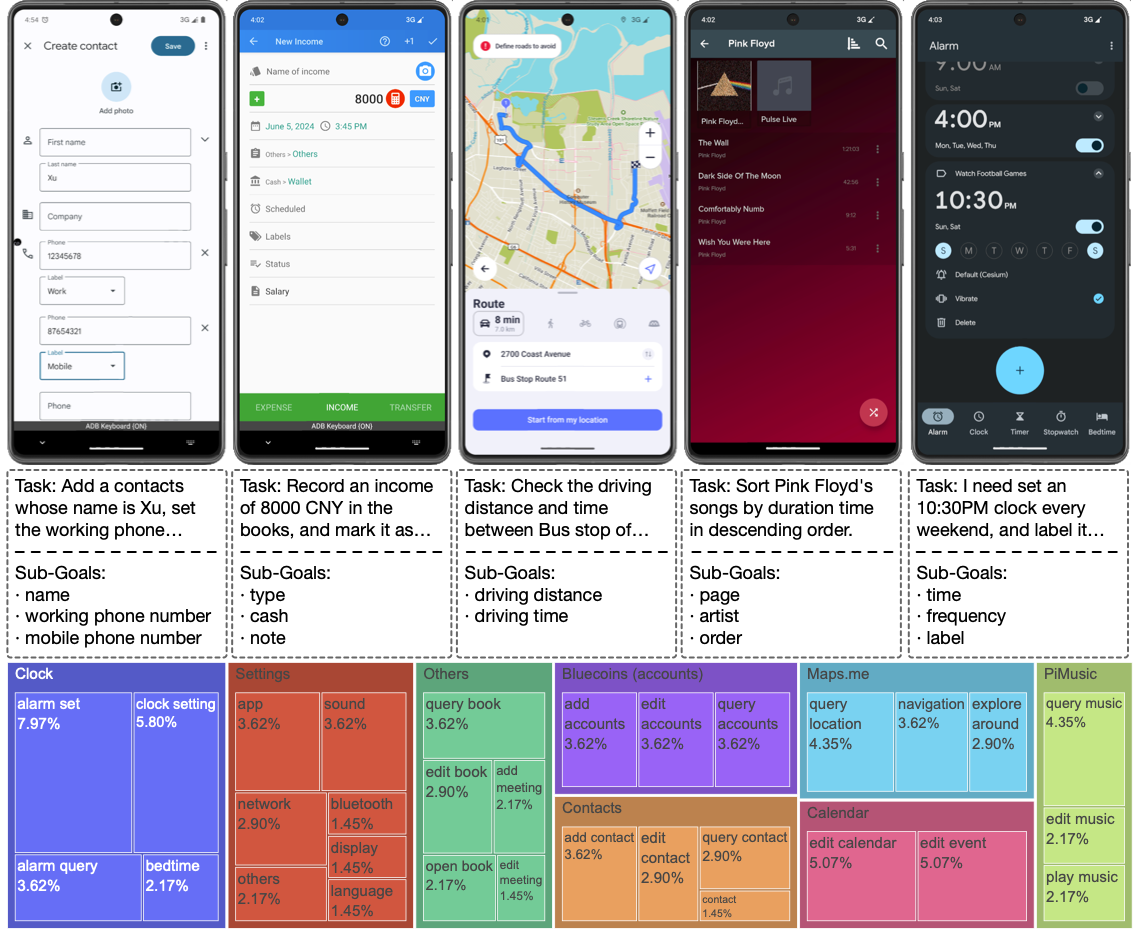 4:54
3G
Create contact
Save
Add photo
First name
Last name
Xu
Company
Phone
12345678
Label
Work
Phone
87654321
Label
Mobile
Phone
ADB Keyboard (ON)
4:02
3G
New Income
+1
Name of income
8000
CNY
June 5, 2024
3:45 PM
Others > Others
Cash > Wallet
Scheduled
Labels
Status
Salary
EXPENSE
INCOME
TRANSFER
ADB Keyboard (ON)
4:01
3G
Define roads to avoid
101
Route
8 min
7.0 km
2700 Coast Avenue
Bus Stop Route 51
Start from my location
4:02
3G
Pink Floyd
Pink Floyd...
Pulse Live
The Wall
Pink Floyd
121:03
Dark Side Of The Moon
Pink Floyd
42:56
Comfortably Numb
Pink Floyd
9:12
Wish You Were Here
Pink Floyd
5:31
4:03
3G
Alarm
9:00 AM
Sun, Sat
4:00 PM
Mon, Tue, Wed, Thu
Watch Football Games
10:30 PM
Sun, Sat
S M T W T F S
Default (Cesium)
Vibrate
Delete
Alarm
Clock
Timer
Stopwatch
Bedtime
Task: Add a contacts
whose name is Xu, set
the working phone...
Sub-Goals:
· name
· working phone number
· mobile phone number
Task: Record an income
of 8000 CNY in the
books, and mark it as...
Sub-Goals:
· type
· cash
· note
Task: Check the driving
distance and time
between Bus stop of...
Sub-Goals:
· driving distance
· driving time
Task: Sort Pink Floyd's
songs by duration time
in descending order.
Sub-Goals:
· page
· artist
· order
Task: I need set an
10:30PM clock every
weekend, and label it...
Sub-Goals:
· time
· frequency
· label
Clock
alarm set
7.97%
clock setting
5.80%
alarm query
3.62%
bedtime
2.17%
Settings
app
3.62%
sound
3.62%
network
2.90%
bluetooth
1.45%
display
1.45%
others
2.17%
language
1.45%
Others
query book
3.62%
edit book
2.90%
add
meeting
2.17%
open book
2.17%
edit
meeting
1.45%
Bluecoins (accounts)
add
accounts
3.62%
edit
accounts
3.62%
query
accounts
3.62%
Contacts
add contact
3.62%
edit
contact
2.90%
query contact
2.90%
contact
1.45%
Maps.me
query
location
4.35%
navigation
3.62%
explore
around
2.90%
Calendar
edit calendar
5.07%
edit event
5.07%
PiMusic
query music
4.35%
edit music
2.17%
play music
2.17%